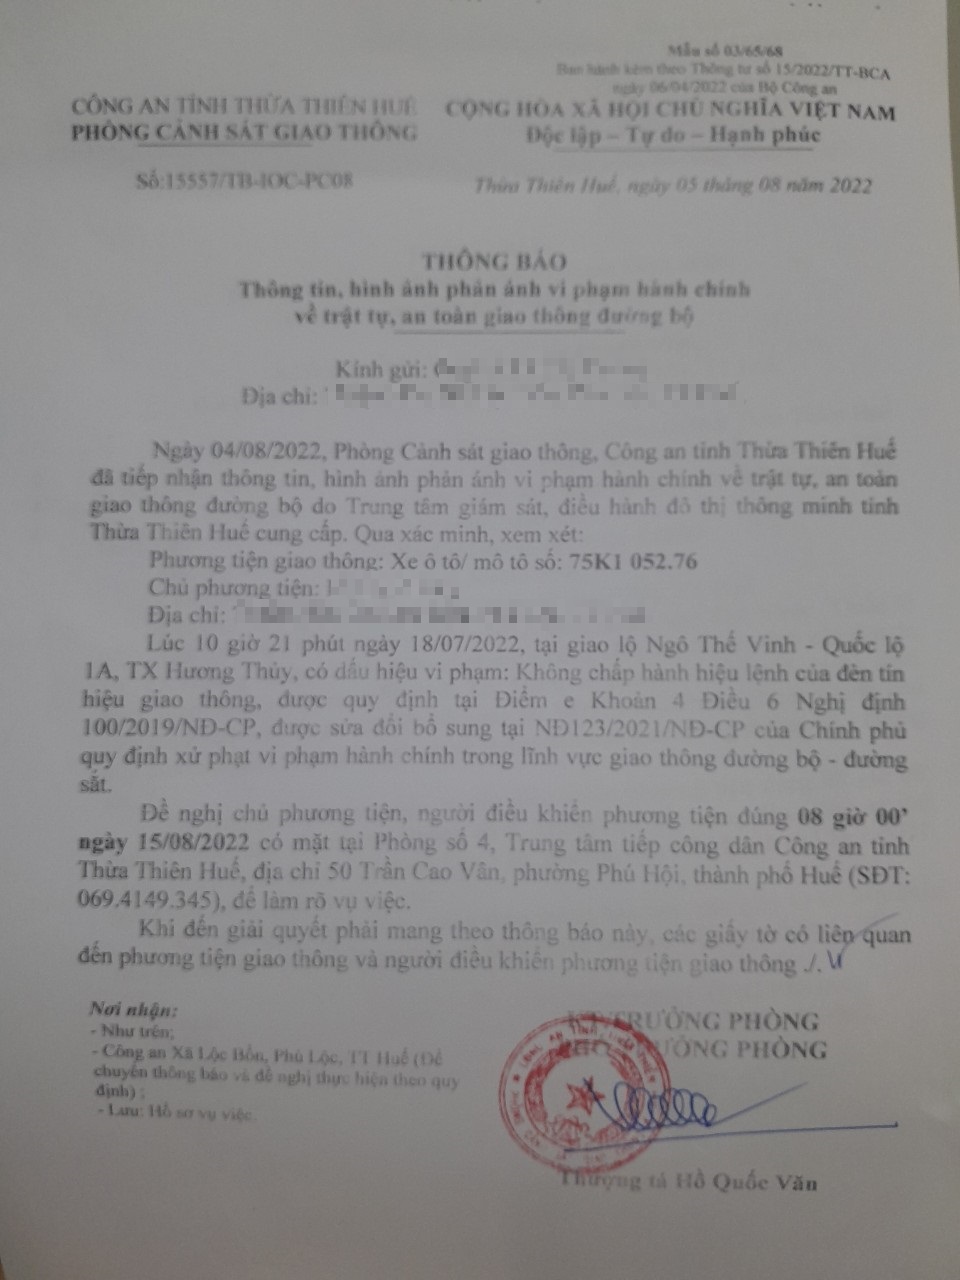 Mẫu số 03/65/68
Ban hành kèm theo Thông tư số 15/2022/TT-BCA
ngày 06/04/2022 của Bộ Công an
CÔNG AN TỈNH THỪA THIÊN HUẾ
PHÒNG CẢNH SÁT GIAO THÔNG
CỘNG HÒA XÃ HỘI CHỦ NGHĨA VIỆT NAM
Độc lập – Tự do – Hạnh phúc
Số:15557/TB-IOC-PC08
Thừa Thiên Huế, ngày 05 tháng 08 năm 2022
THÔNG BÁO
Thông tin, hình ảnh phản ánh vi phạm hành chính
về trật tự, an toàn giao thông đường bộ
Kính gửi:
Địa chỉ:
Ngày 04/08/2022, Phòng Cảnh sát giao thông, Công an tỉnh Thừa Thiên Huế
đã tiếp nhận thông tin, hình ảnh phản ánh vi phạm hành chính về trật tự, an toàn
giao thông đường bộ do Trung tâm giám sát, điều hành đô thị thông minh tỉnh
Thừa Thiên Huế cung cấp. Qua xác minh, xem xét:
Phương tiện giao thông: Xe ô tô/ mô tô số: 75K1 052.76
Chủ phương tiện:
Địa chỉ:
Lúc 10 giờ 21 phút ngày 18/07/2022, tại giao lộ Ngô Thế Vinh - Quốc lộ
1A, TX Hương Thủy, có dấu hiệu vi phạm: Không chấp hành hiệu lệnh của đèn tín
hiệu giao thông, được quy định tại Điểm e Khoản 4 Điều 6 Nghị định
100/2019/NĐ-CP, được sửa đổi bổ sung tại NĐ123/2021/NĐ-CP của Chính phủ
quy định xử phạt vi phạm hành chính trong lĩnh vực giao thông đường bộ - đường
sắt.
Đề nghị chủ phương tiện, người điều khiển phương tiện đúng 08 giờ 00’
ngày 15/08/2022 có mặt tại Phòng số 4, Trung tâm tiếp công dân Công an tỉnh
Thừa Thiên Huế, địa chỉ 50 Trần Cao Vân, phường Phú Hội, thành phố Huế (SĐT:
069.4149.345), để làm rõ vụ việc.
Khi đến giải quyết phải mang theo thông báo này, các giấy tờ có liên quan
đến phương tiện giao thông và người điều khiển phương tiện giao thông ./.
Nơi nhận:
- Như trên;
- Công an Xã Lộc Bổn, Phú Lộc, TT Huế (Để
chuyển thông báo và đề nghị thực hiện theo quy
định) ;
- Lưu: Hồ sơ vụ việc.
TRƯỞNG PHÒNG
TRƯỞNG PHÒNG
Thượng tá Hồ Quốc Văn